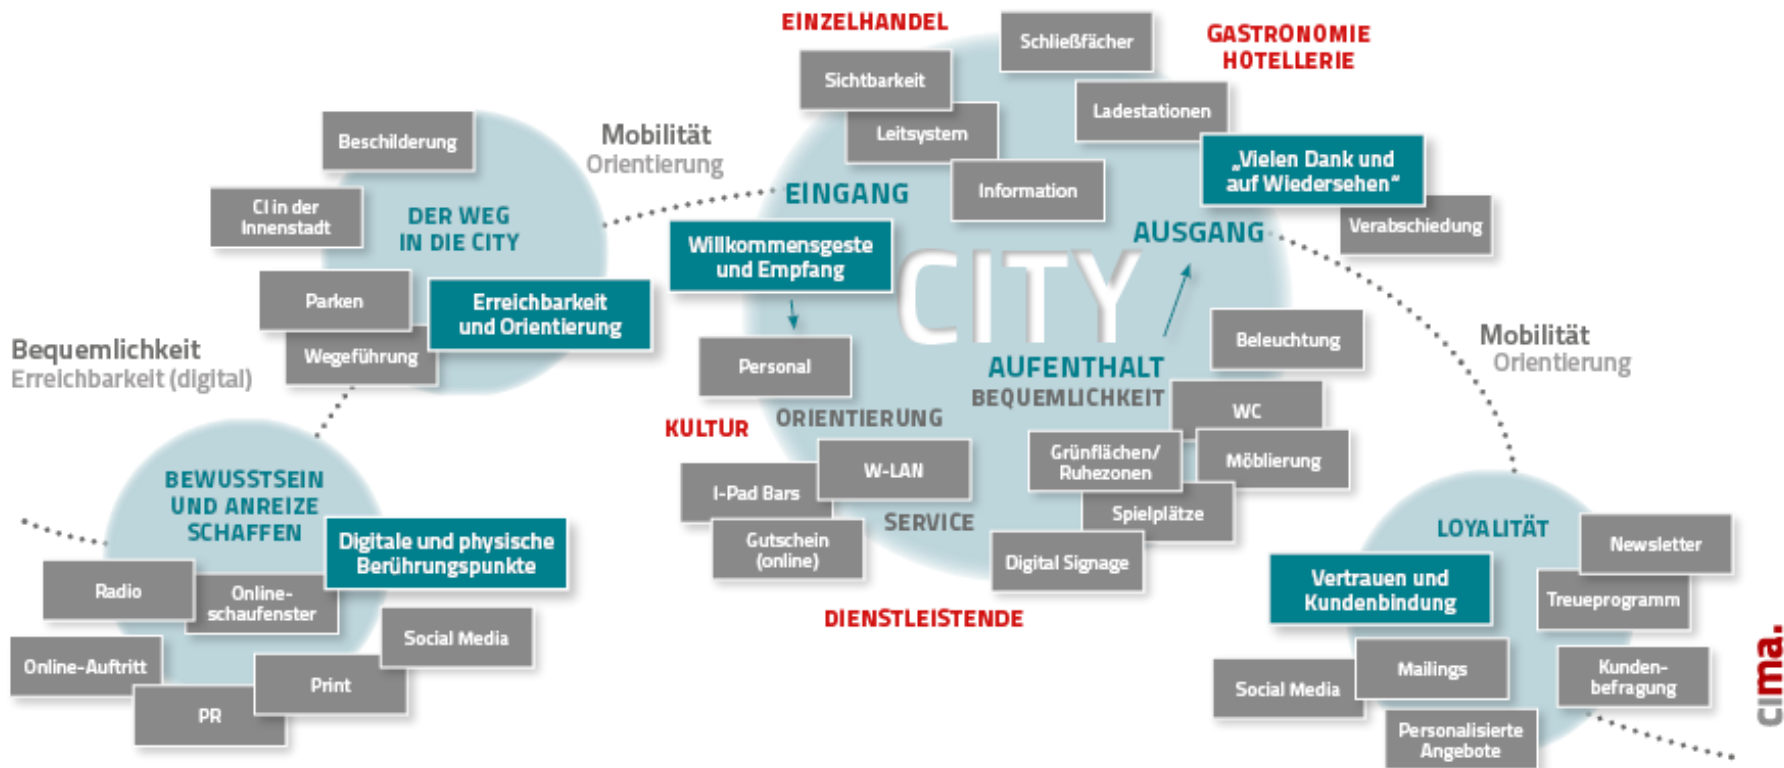 EINZELHANDEL
Schließfächer
GASTRONOMIE
HOTELLERIE
Sichtbarkeit
Ladestationen
Leitsystem
Beschilderung
Mobilität
Orientierung
„Vielen Dank und
auf Wiedersehen“
Information
EINGANG
CI in der
Innenstadt
DER WEG
IN DIE CITY
Verabschiedung
AUSGANG
Willkommensgeste
und Empfang
CITY
Parken
Erreichbarkeit
und Orientierung
Wegeführung
Bequemlichkeit
Erreichbarkeit (digital)
Personal
AUFENTHALT
BEQUEMLICHKEIT
Beleuchtung
Mobilität
Orientierung
KULTUR
ORIENTIERUNG
WC
Grünflächen/
Ruhezonen
Möblierung
W-LAN
I-Pad Bars
SERVICE
Spielplätze
Gutschein
(online)
Digital Signage
DIENSTLEISTENDE
BEWUSSTSEIN
UND ANREIZE
SCHAFFEN
Digitale und physische
Berührungspunkte
Radio
Online-
schaufenster
Social Media
Online-Auftritt
Print
PR
LOYALITÄT
Newsletter
Vertrauen und
Kundenbindung
Treueprogramm
Mailings
Kunden-
befragung
Social Media
Personalisierte
Angebote
cima.